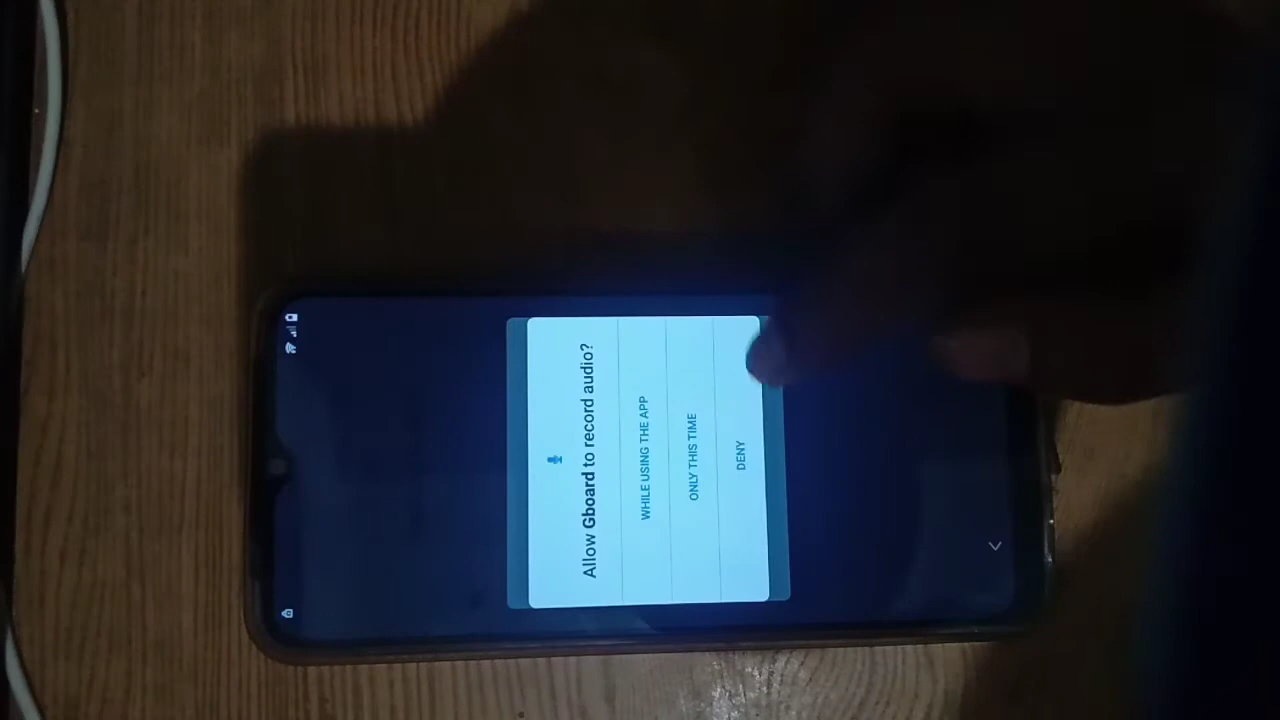 Allow Gboard to record audio?
WHILE USING THE APP
ONLY THIS TIME
DENY